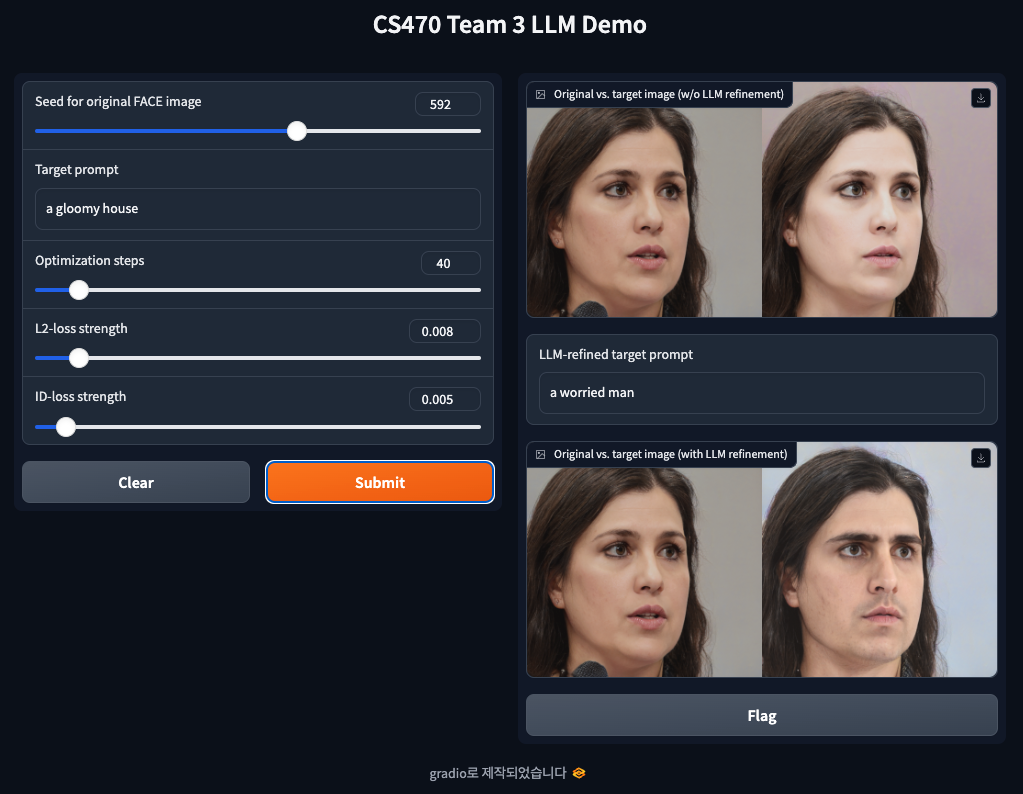 CS470 Team 3 LLM Demo
Seed for original FACE image
592
Target prompt
a gloomy house
Optimization steps
40
L2-loss strength
0.008
ID-loss strength
0.005
Clear
Submit
Original vs. target image (w/o LLM refinement)
LLM-refined target prompt
a worried man
Original vs. target image (with LLM refinement)
Flag
gradio로 제작되었습니다